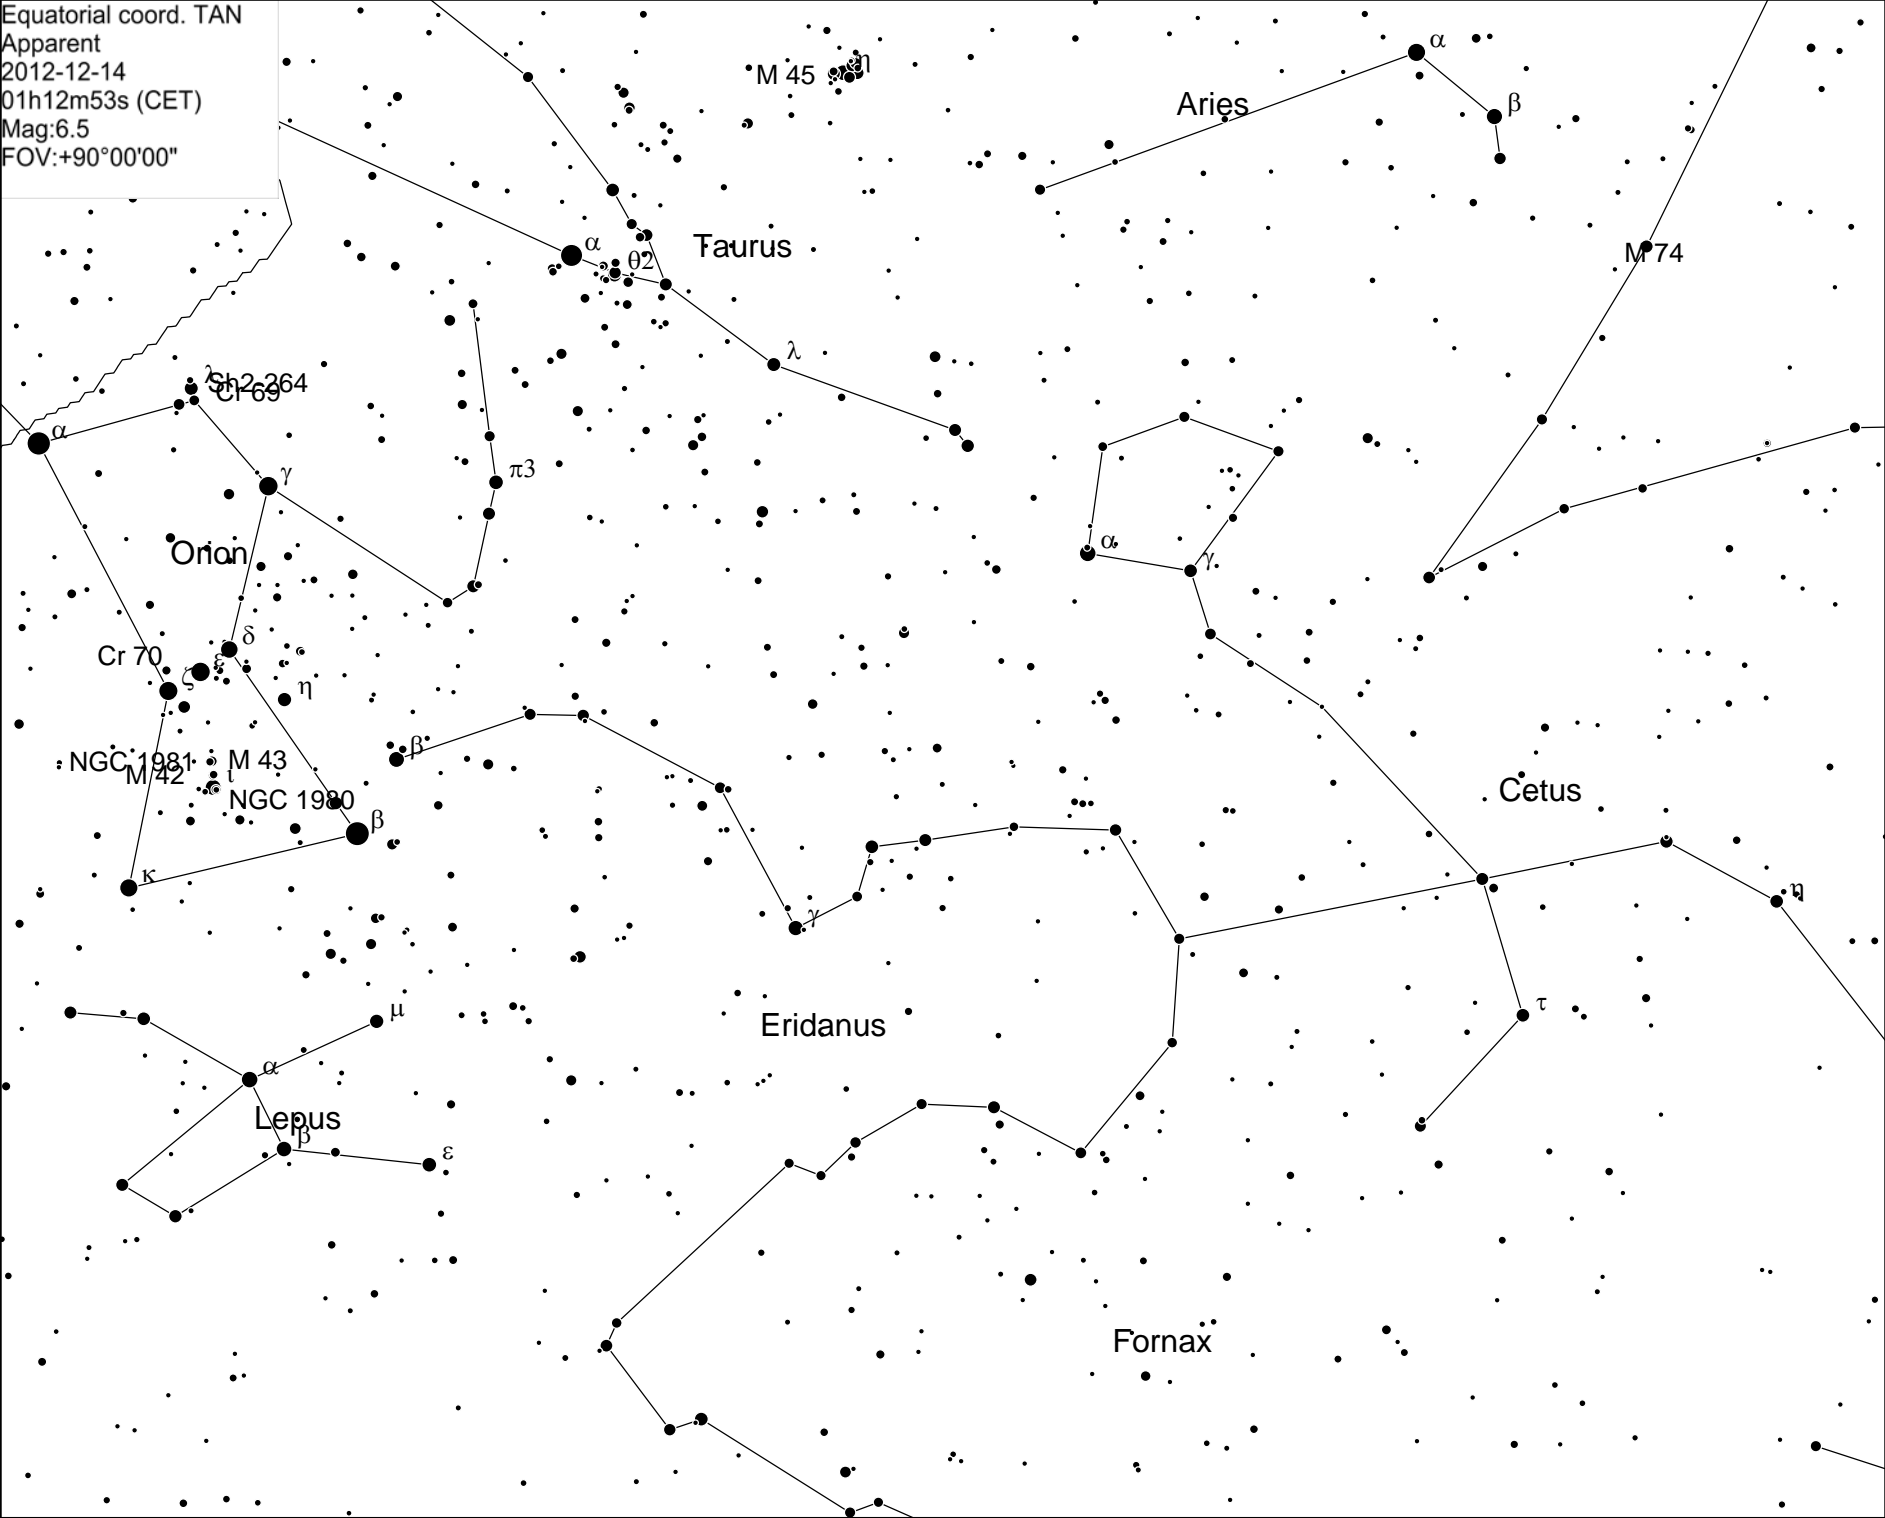 Equatorial coord. TAN
Apparent
2012-12-14
01h12m53s (CET)
Mag:6.5
FOV:+90°00'00"
α
η
M 45
Aries
β
α
Taurus
θ2
M 74
λ
λ
Sh2-264
Cr 69
α
γ
π3
Orion
α
γ
δ
Cr 70
ε
ζ
η
β
NGC 1981
M 43
M 42
ι
NGC 1980
Cetus
β
κ
η
γ
τ
μ
Eridanus
α
Lepus
β
ε
Fornax